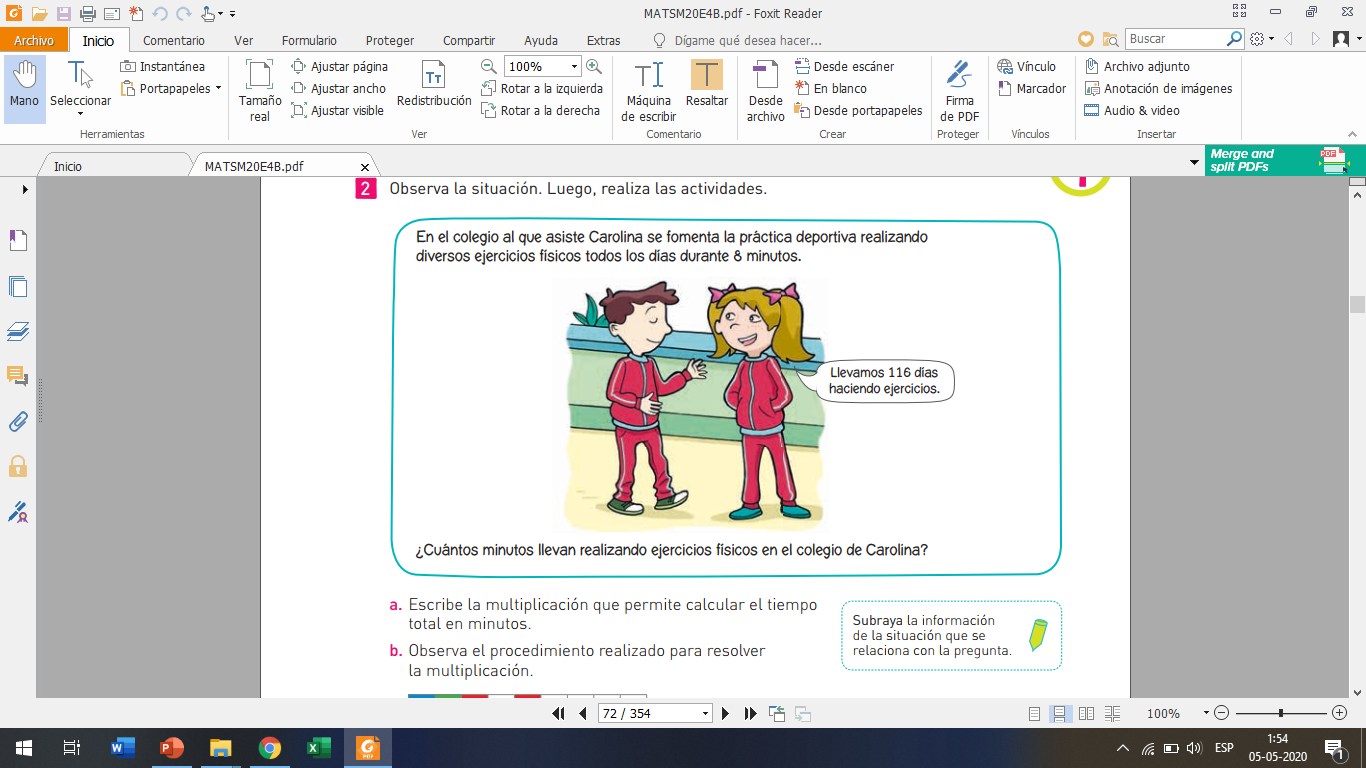 MATSM20E4B.pdf - Foxit Reader
Archivo Inicio Comentario Ver Formulario Proteger Compartir Ayuda Extras Dígame qué desea hacer... Buscar
Mano
Seleccionar
Instantánea
Portapapeles
Herramientas
Tamaño
real
Ajustar página
Ajustar ancho
Ajustar visible
Redistribución
100%
Rotar a la izquierda
Rotar a la derecha
Ver
Máquina
de escribir
Resaltar
Comentario
Desde
archivo
Desde escáner
En blanco
Desde portapapeles
Crear
Firma
de PDF
Proteger
Vínculo
Marcador
Vínculos
Archivo adjunto
Anotación de imágenes
Audio & video
Insertar
Inicio MATSM20E4B.pdf
Merge and
split PDFs
PDF
2 Observa la situación. Luego, realiza las actividades.
En el colegio al que asiste Carolina se fomenta la práctica deportiva realizando
diversos ejercicios físicos todos los días durante 8 minutos.
Llevamos 116 días
haciendo ejercicios.
¿Cuántos minutos llevan realizando ejercicios físicos en el colegio de Carolina?
a. Escribe la multiplicación que permite calcular el tiempo
total en minutos.
b. Observa el procedimiento realizado para resolver
la multiplicación.
Subraya la información
de la situación que se
relaciona con la pregunta.
72 / 354 100%
ESP 1:54
05-05-2020 1